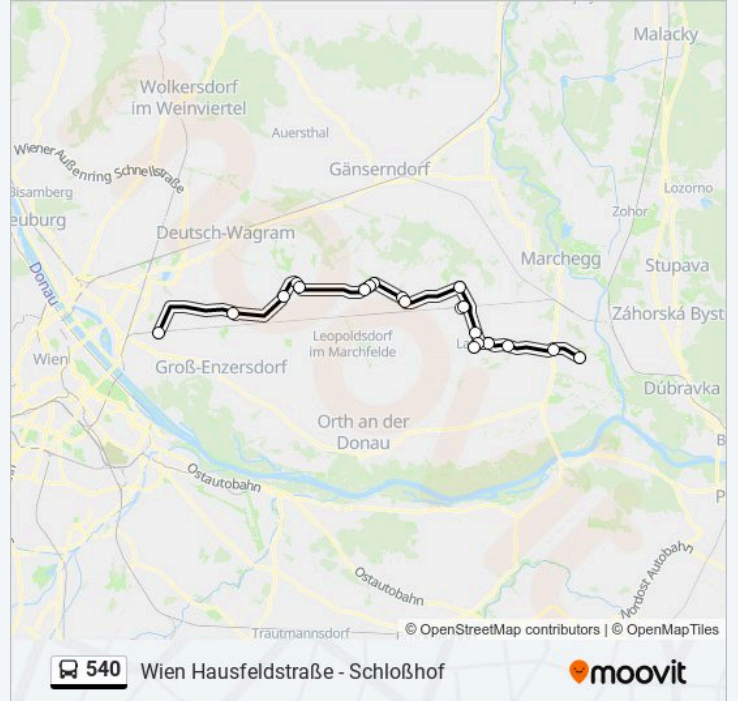 Malacky
Wolkersdorf
im Weinviertel
Auersthal
Wiener Außenring Schnellstraße
Gänserndorf
Bisamberg
Lozorno
Zohor
euburg
Deutsch-Wagram
Marchegg
Stupava
Donau
Záhorská Byst
Leopoldsdorf
im Marchfelde
La
Wien
Groß-Enzersdorf
Dúbravka
Orth an der
Donau
B
Ostautobahn
P
Nordost Autobahn
Ostautobahn
Trautmannsdorf
© OpenStreetMap contributors | © OpenMapTiles
540 Wien Hausfeldstraße - Schloßhof
moovit